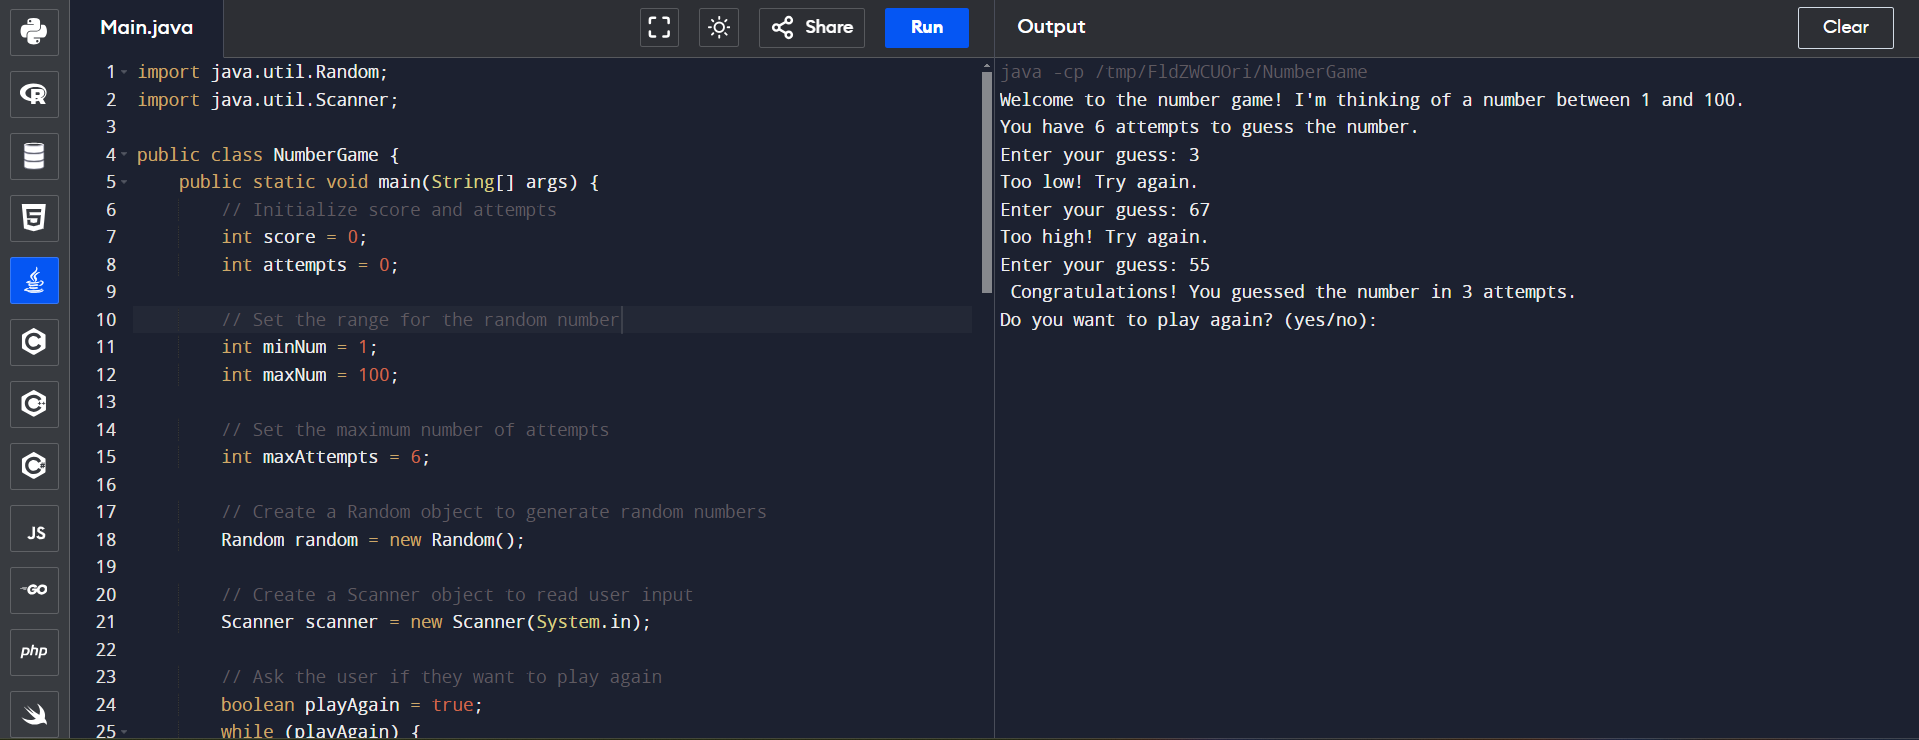 Main.java
Share
Run
1 import java.util.Random;
2 import java.util.Scanner;
3
4 public class NumberGame {
5     public static void main(String[] args) {
6         // Initialize score and attempts
7         int score = 0;
8         int attempts = 0;
9
10         // Set the range for the random number
11         int minNum = 1;
12         int maxNum = 100;
13
14         // Set the maximum number of attempts
15         int maxAttempts = 6;
16
17         // Create a Random object to generate random numbers
18         Random random = new Random();
19
20         // Create a Scanner object to read user input
21         Scanner scanner = new Scanner(System.in);
22
23         // Ask the user if they want to play again
24         boolean playAgain = true;
25         while (playAgain) {
Output
Clear
java -cp /tmp/FldZWCUOri/NumberGame
Welcome to the number game! I'm thinking of a number between 1 and 100.
You have 6 attempts to guess the number.
Enter your guess: 3
Too low! Try again.
Enter your guess: 67
Too high! Try again.
Enter your guess: 55
 Congratulations! You guessed the number in 3 attempts.
Do you want to play again? (yes/no):
R
5
C
C++
C#
JS
GO
php